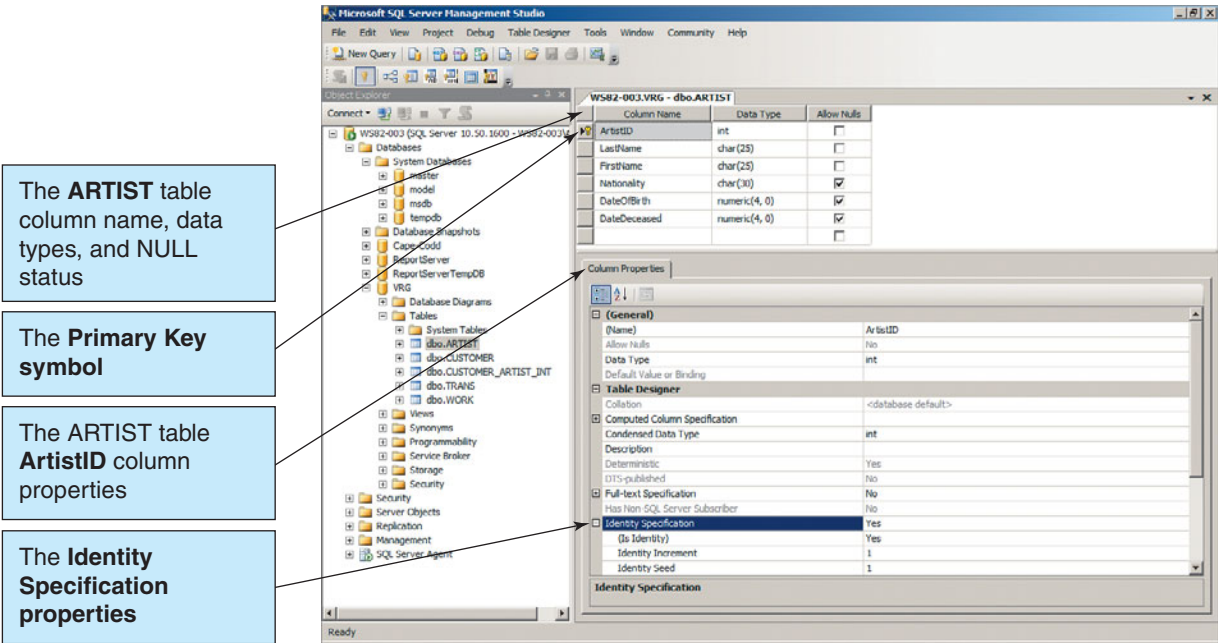 Microsoft SQL Server Management Studio
File Edit View Project Debug Table Designer Tools Window Community Help
New Query
Object Explorer
WS82-003.VRG - dbo.ARTIST
Connect
Column Name Data Type Allow Nulls
WS82-003 (SQL Server 10.50.1600 - WS82-003\
Databases
System Databases
master
model
msdb
tempdb
Database Snapshots
Cape-Codd
ReportServer
ReportServerTempDB
VRG
Database Diagrams
Tables
System Tables
dbo.ARTIST
dbo.CUSTOMER
dbo.CUSTOMER_ARTIST_INT
dbo.TRANS
dbo.WORK
Views
Synonyms
Programmability
Service Broker
Storage
Security
Security
Server Objects
Replication
Management
SQL Server Agent
ArtistID int
LastName char(25)
FirstName char(25)
Nationality char(30)
DateOfBirth numeric(4, 0)
DateDeceased numeric(4, 0)
Column Properties
(General)
(Name) ArtistID
Allow Nulls No
Data Type int
Default Value or Binding
Table Designer
Collation <database default>
Computed Column Specification
Condensed Data Type int
Description
Deterministic Yes
DTS-published No
Full-text Specification No
Has Non-SQL Server Subscriber No
Identity Specification Yes
(Is Identity) Yes
Identity Increment 1
Identity Seed 1
Identity Specification
Ready
The ARTIST table
column name, data
types, and NULL
status
The Primary Key
symbol
The ARTIST table
ArtistID column
properties
The Identity
Specification
properties